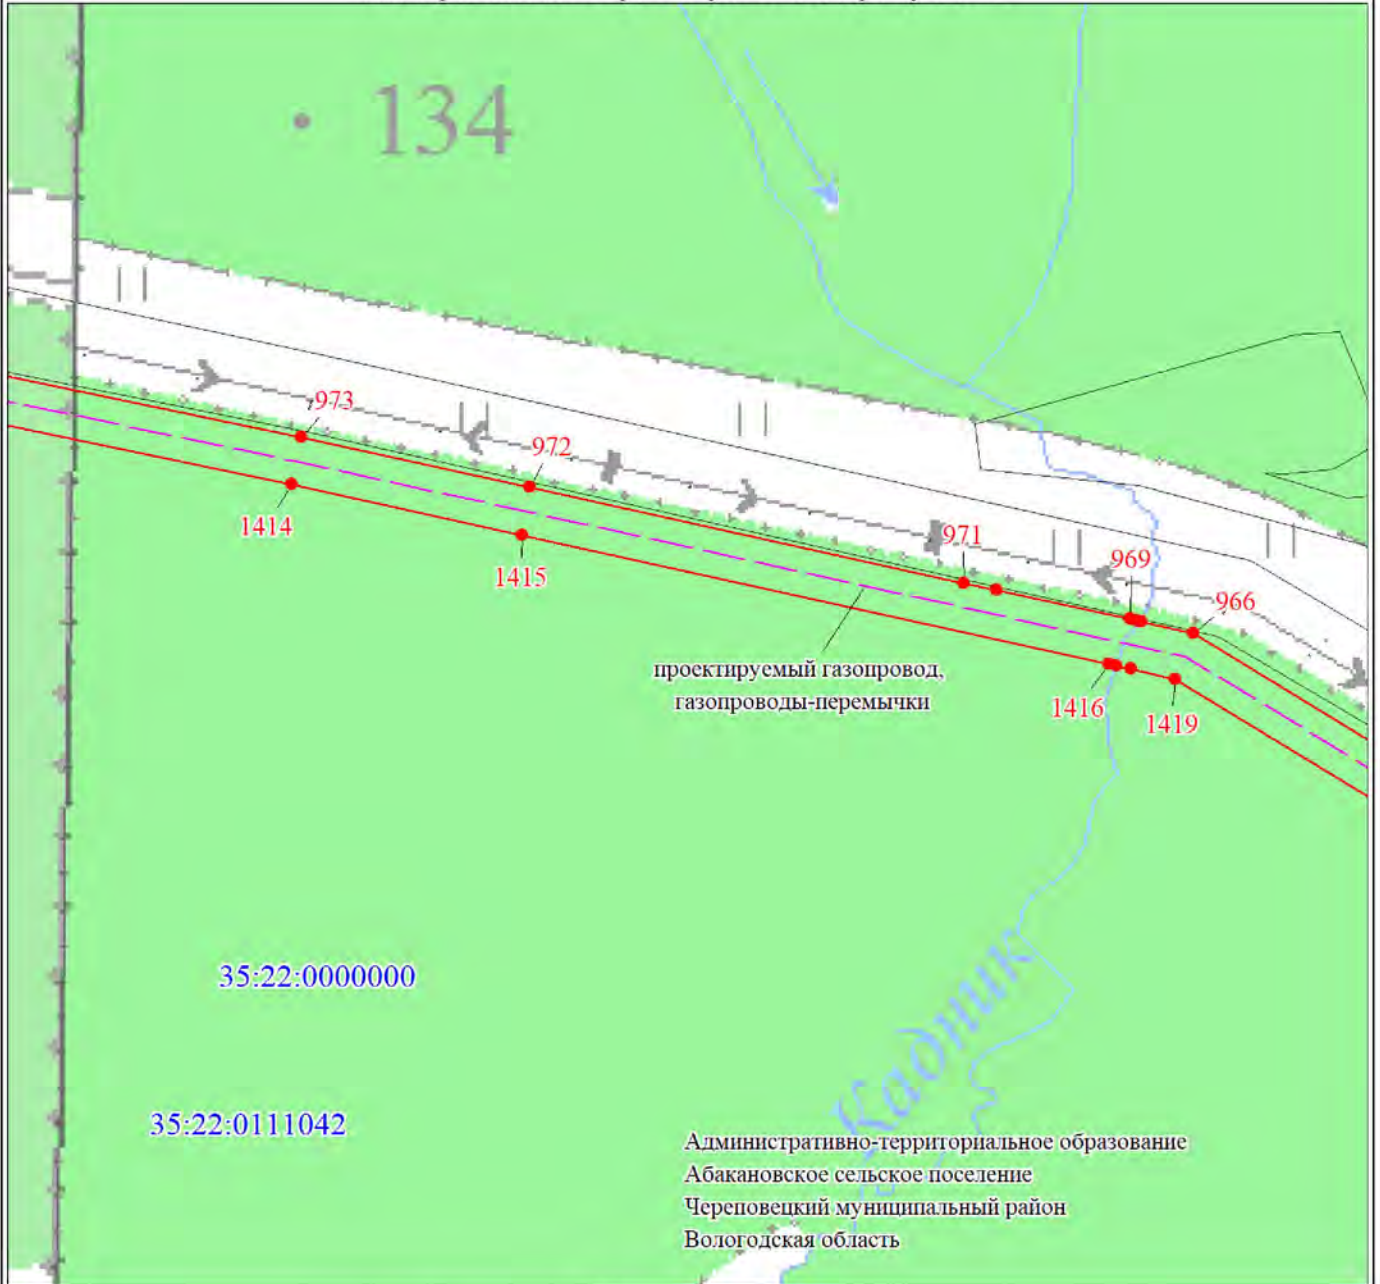 134
973
972
1414
971
969
1415
966
проектируемый газопровод,
газопроводы-перемычки
1416
1419
35:22:0000000
Кадник
35:22:0111042
Административно-территориальное образование
Абакановское сельское поселение
Череповецкий муниципальный район
Вологодская область